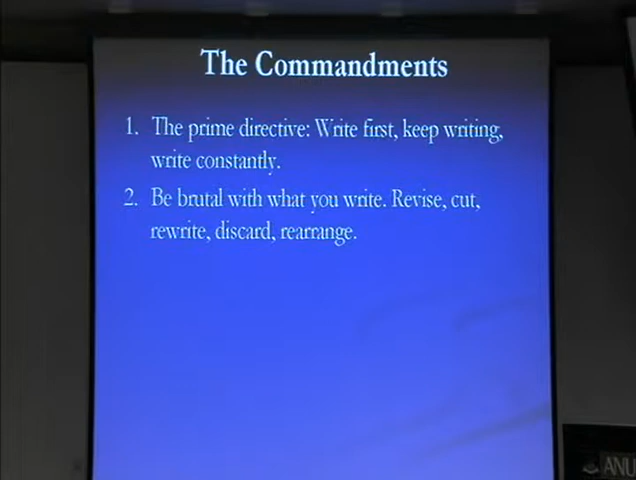 The Commandments
1. The prime directive: Write first, keep writing,
write constantly.
2. Be brutal with what you write. Revise, cut,
rewrite, discard, rearrange.
ANU